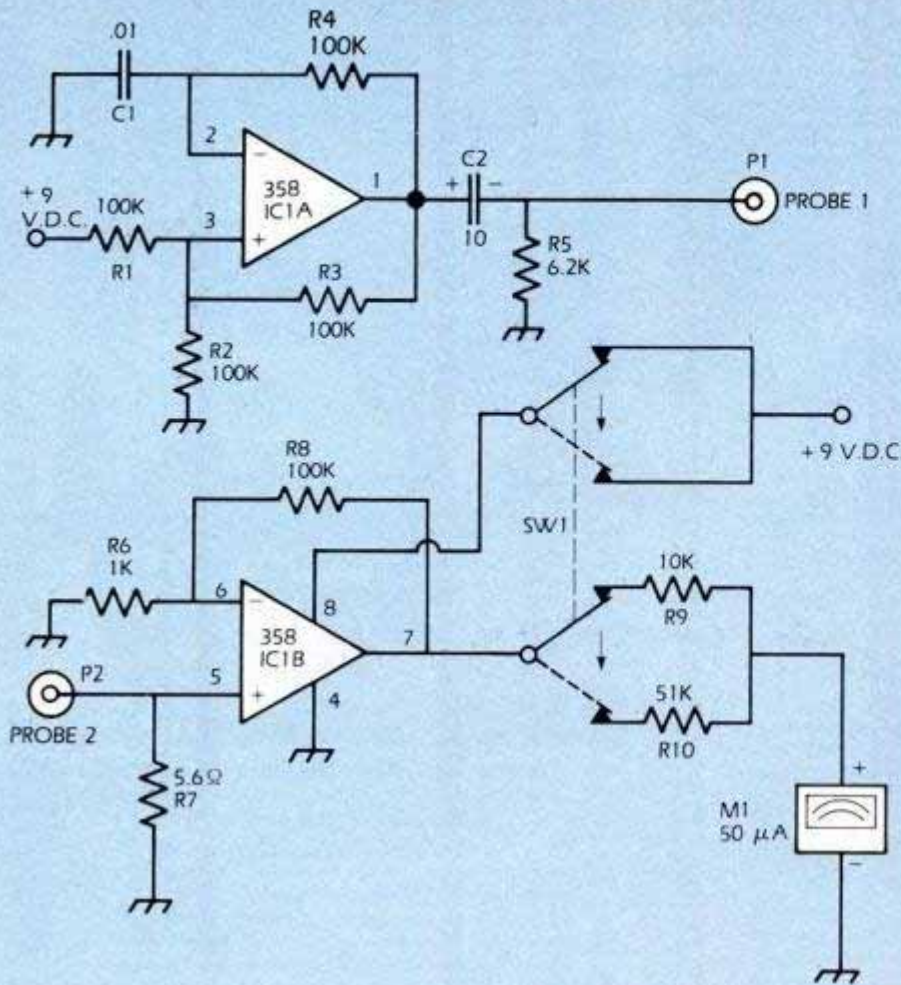 .01
C1
R4
100K
2
358
IC1A
1
C2
+ -
10
P1
PROBE 1
+ 9
V.D.C.
100K
R1
3
+
-
R3
100K
R5
6.2K
R2
100K
+ 9 V.D.C
R8
100K
SW1
R6
1K
6
-
8
358
IC1B
7
10K
R9
P2
5
+
4
PROBE 2
51K
R10
5.6Ω
R7
+
M1
50 μA
-